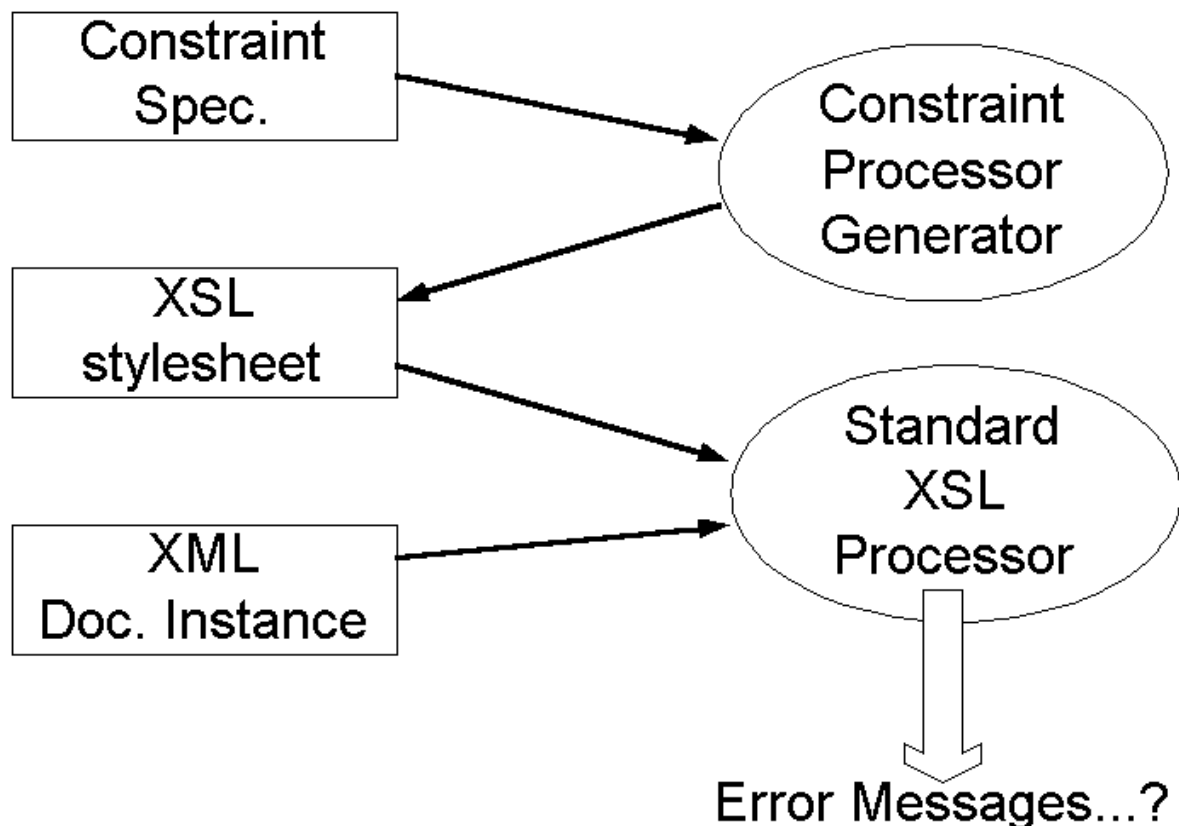 Constraint
Spec.
Constraint
Processor
Generator
XSL
stylesheet
Standard
XSL
Processor
XML
Doc. Instance
Error Messages...?